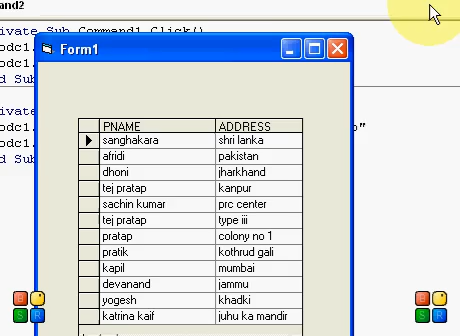 and2
ivate Sub Command1_Click()
odc1.
odc1.
d Sub
Form1
ivate
odc1.
o"
odc1.
d Sub
PNAME ADDRESS
sanghakara shri lanka
afridi pakistan
dhoni jharkhand
tej pratap kanpur
sachin kumar prc center
tej pratap type iii
pratap colony no 1
pratik kothrud gali
kapil mumbai
devanand jammu
yogesh khadki
katrina kaif juhu ka mandir
B
S R
B
S R